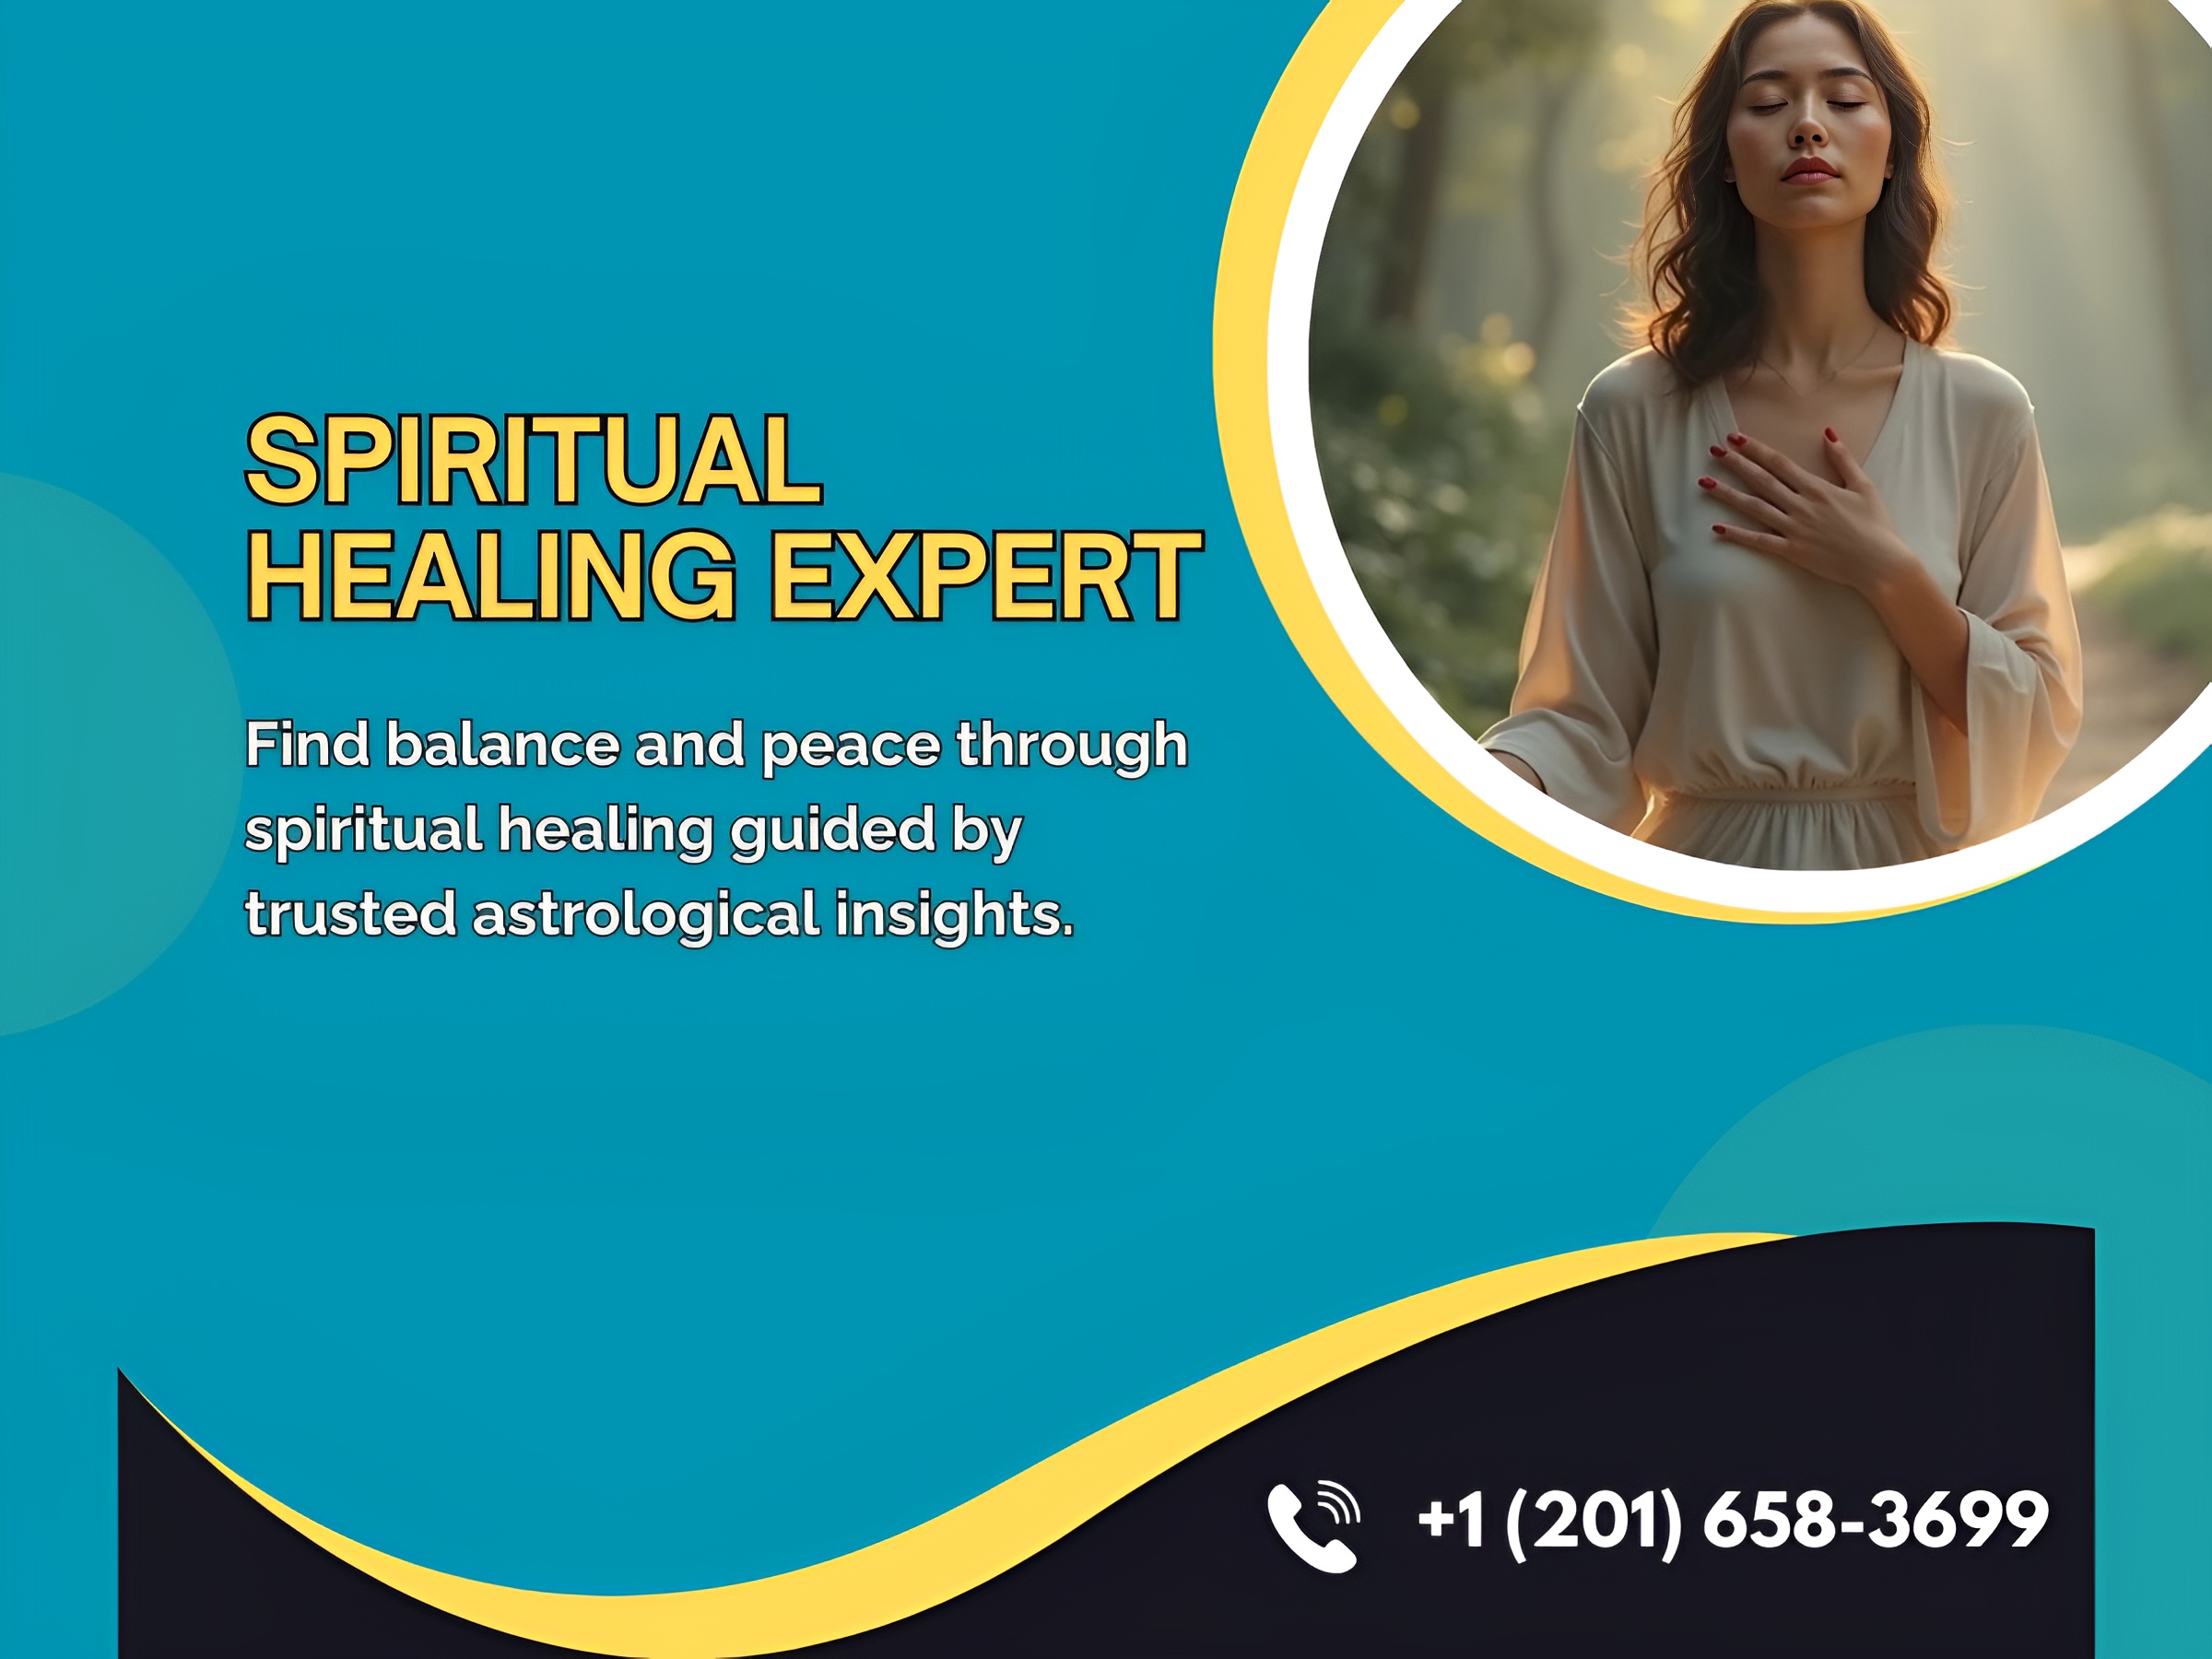 SPIRITUAL
HEALING EXPERT
Find balance and peace through
spiritual healing guided by
trusted astrological insights.
+1 (201) 658-3699